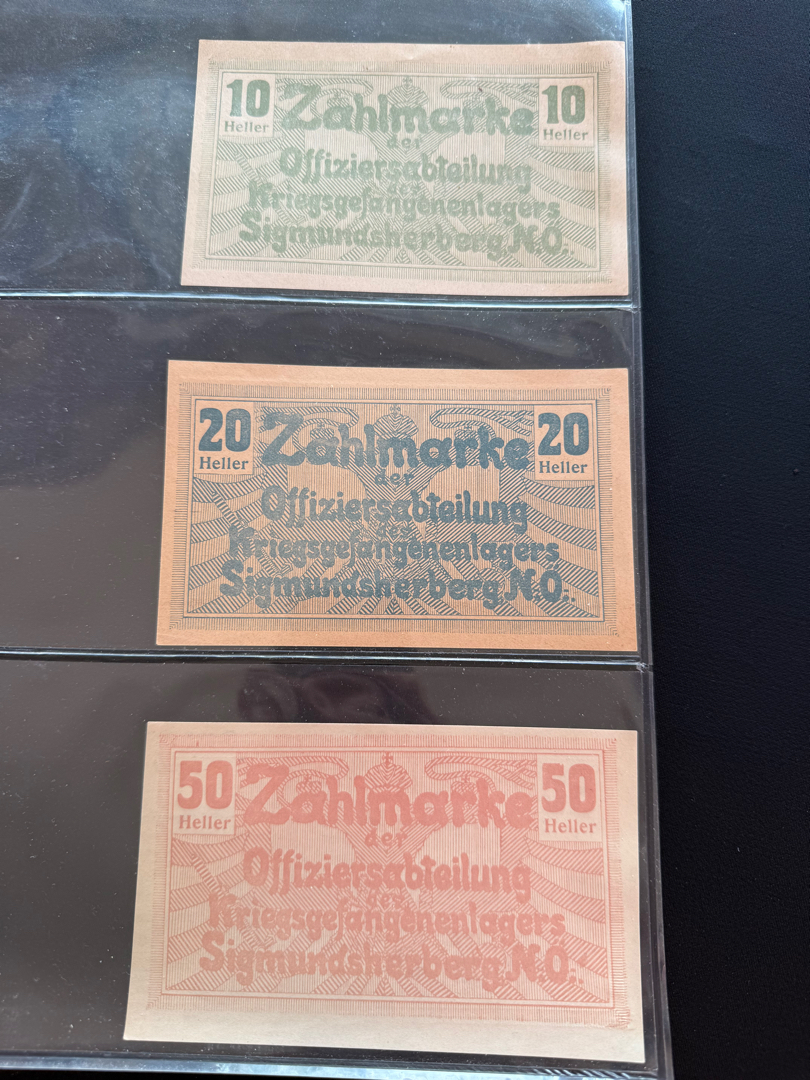 10 Zahlmarke 10
Heller Heller
der
Offiziersabteilung
des
Kriegsgefangenenlagers
Sigmundsherberg, N.Ö.
20 Zahlmarke 20
Heller Heller
der
Offiziersabteilung
des
Kriegsgefangenenlagers
Sigmundsherberg, N.Ö.
50 Zahlmarke 50
Heller Heller
der
Offiziersabteilung
des
Kriegsgefangenenlagers
Sigmundsherberg, N.Ö.